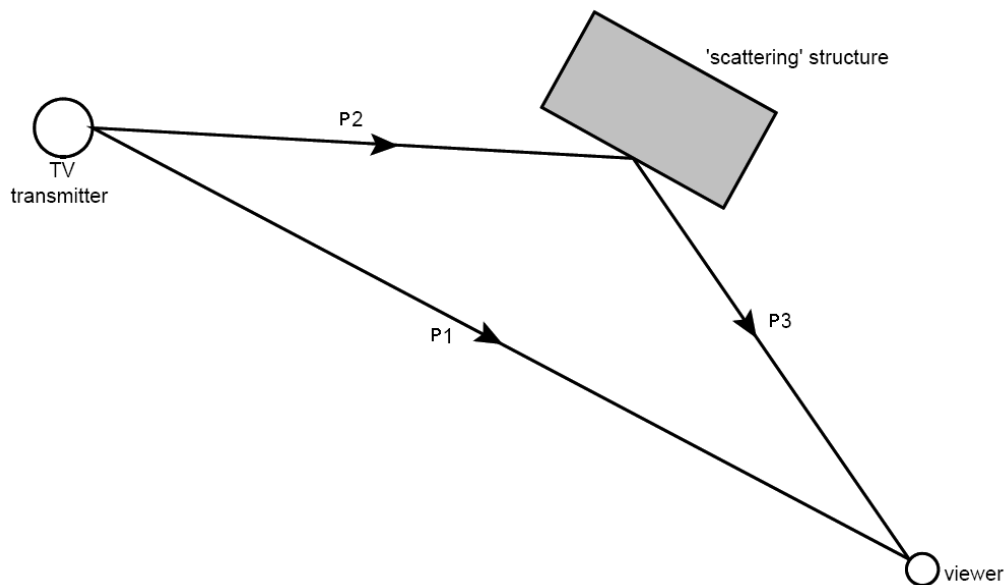 'scattering' structure
P2
TV
transmitter
P3
P1
viewer